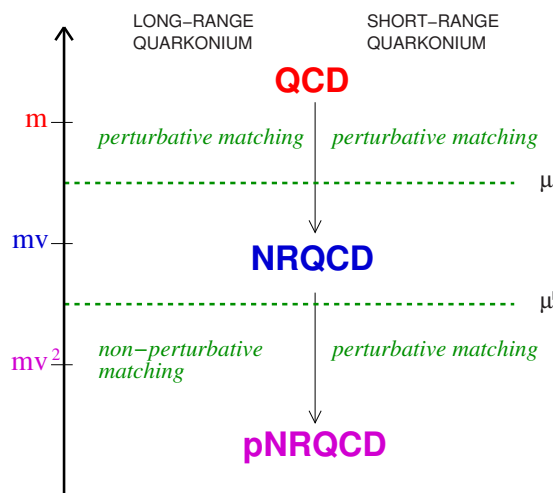 LONG−RANGE SHORT−RANGE
QUARKONIUM QUARKONIUM
QCD
m
perturbative matching perturbative matching
μ
mv
NRQCD
μ
non−perturbative perturbative matching
matching
mv²
pNRQCD